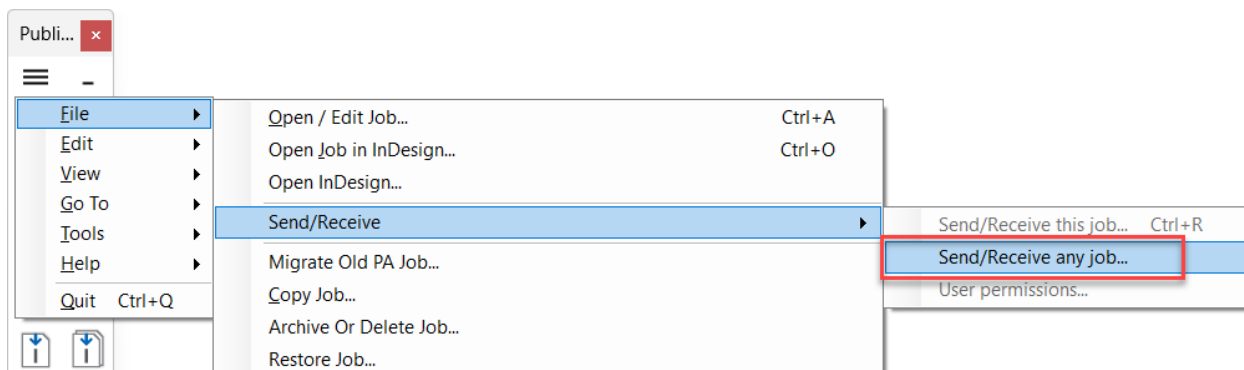 Publi...
File
Edit
View
Go To
Tools
Help
Quit Ctrl+Q
Open / Edit Job... Ctrl+A
Open Job in InDesign... Ctrl+O
Open InDesign...
Send/Receive
Migrate Old PA Job...
Copy Job...
Archive Or Delete Job...
Restore Job...
Send/Receive this job... Ctrl+R
Send/Receive any job...
User permissions...